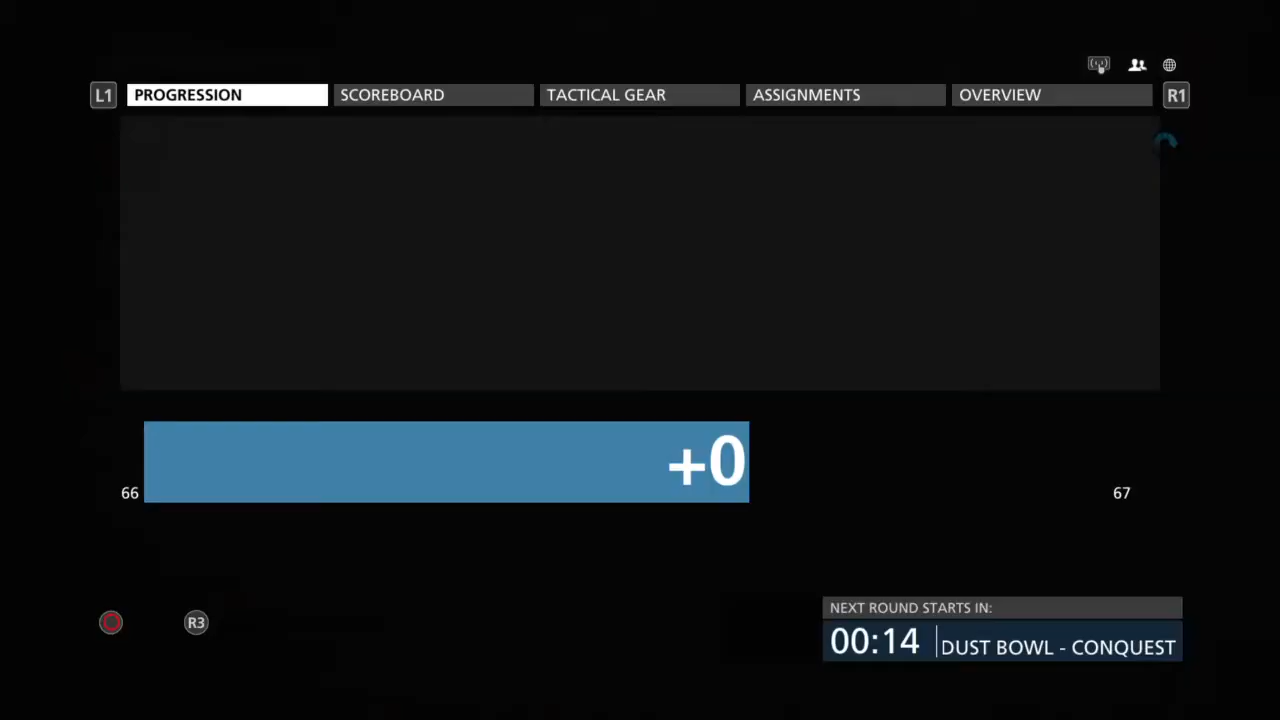 L1 PROGRESSION SCOREBOARD TACTICAL GEAR ASSIGNMENTS OVERVIEW R1
+0
66 67
R3
NEXT ROUND STARTS IN:
00:14 DUST BOWL - CONQUEST